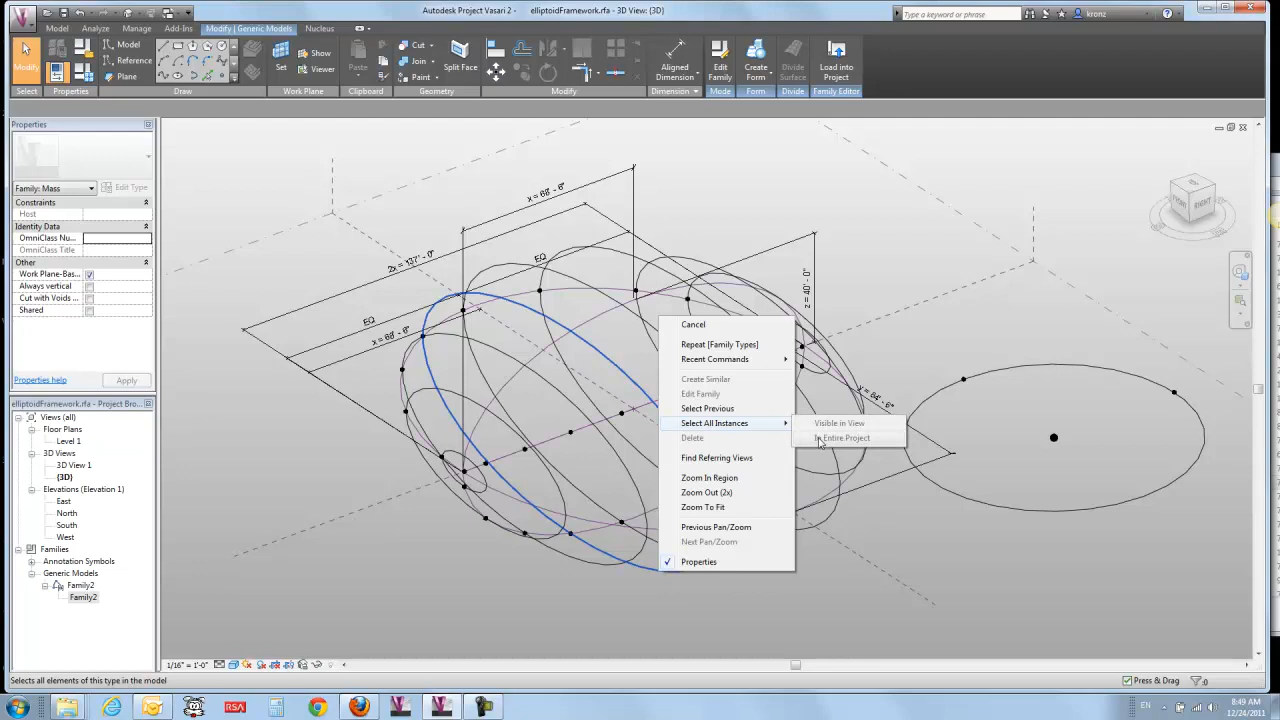 Autodesk Project Vasari 2 - elliptoidFramework.rfa - 3D View: {3D}
Type a keyword or phrase
kronz
Model
Analyze
Manage
Add-Ins
Modify | Generic Models
Nucleus
Modify
Model
Reference
Plane
Set
Show
Viewer
Paste
Cut
Join
Paint
Split Face
Aligned
Dimension
Edit
Family
Create
Form
Divide
Surface
Load into
Project
Select
Properties
Draw
Work Plane
Clipboard
Geometry
Modify
Dimension
Mode
Form
Divide
Family Editor
Properties
Family: Mass
Edit Type
Constraints
Host
Identity Data
OmniClass Nu...
OmniClass Title
Other
Work Plane-Bas...
Always vertical
Cut with Voids ...
Shared
Properties help
Apply
elliptoidFramework.rfa - Project Bro...
Views (all)
Floor Plans
Level 1
3D Views
3D View 1
{3D}
Elevations (Elevation 1)
East
North
South
West
Families
Annotation Symbols
Generic Models
Family2
Family2
x = 68' - 6"
2x = 137' - 0"
EQ
EQ
x = 68' - 6"
z = 40' - 0"
y = 64' - 6"
FRONT
RIGHT
Cancel
Repeat [Family Types]
Recent Commands
Create Similar
Edit Family
Select Previous
Select All Instances
Visible in View
In Entire Project
Delete
Find Referring Views
Zoom In Region
Zoom Out (2x)
Zoom To Fit
Previous Pan/Zoom
Next Pan/Zoom
Properties
1/16" = 1'-0"
Select all elements of this type in the model
Press & Drag
:0
RSA
EN
8:49 AM
12/24/2011